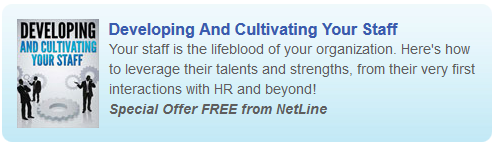 DEVELOPING
AND CULTIVATING
YOUR STAFF
Developing And Cultivating Your Staff
Your staff is the lifeblood of your organization. Here's how
to leverage their talents and strengths, from their very first
interactions with HR and beyond!
Special Offer FREE from NetLine